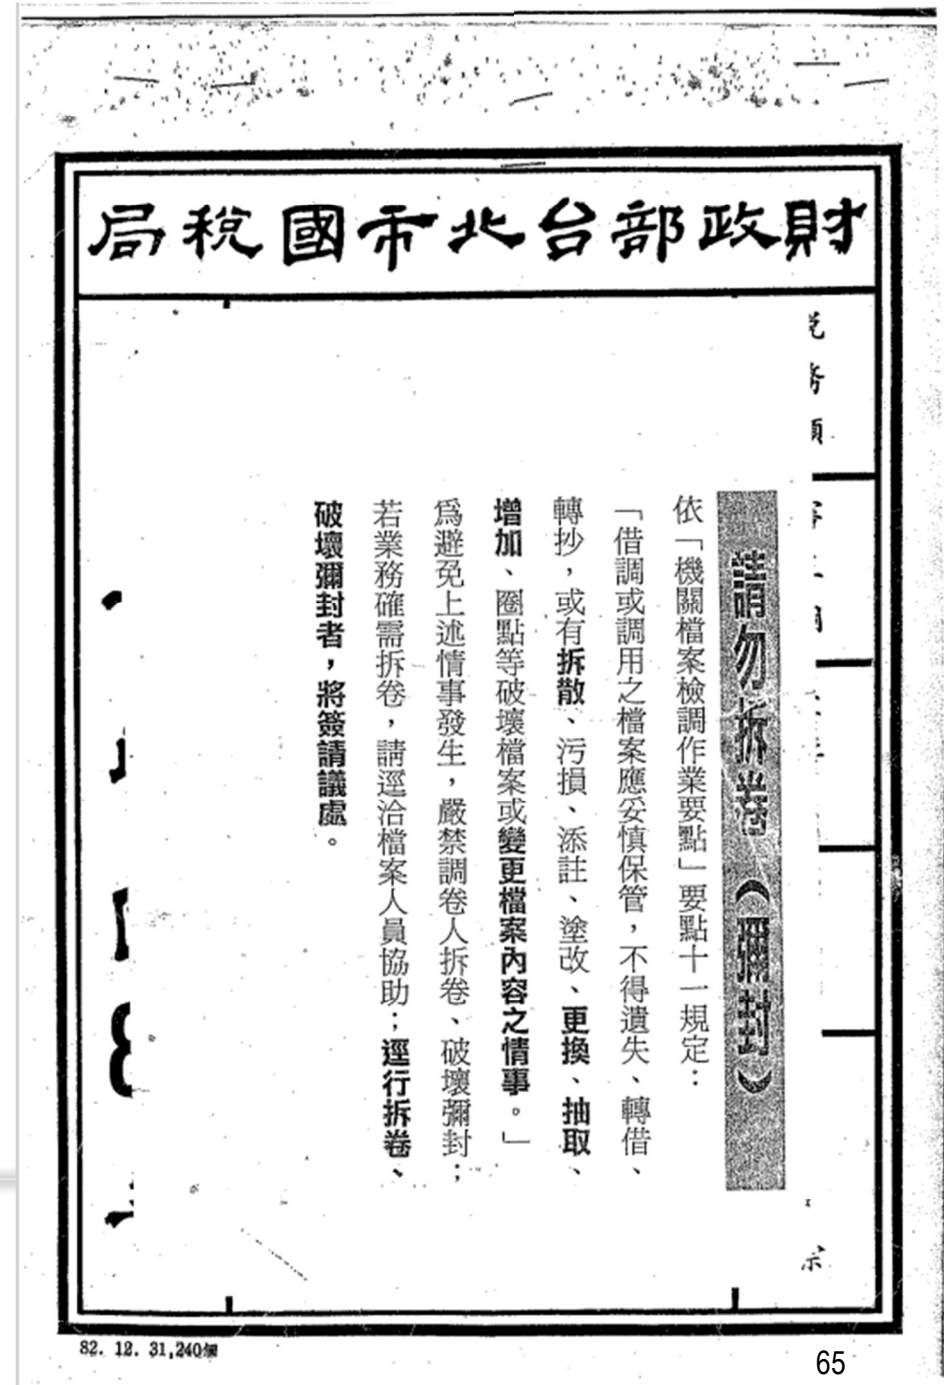 財政部台北市國稅局
稅務
請勿拆卷(彌封)
依「機關檔案檢調作業要點」要點十一規定：
「借調或調用之檔案應妥慎保管，不得遺失、轉借、
轉抄，或有拆散、污損、添註、塗改、更換、抽取、
增加、圈點等破壞檔案或變更檔案內容之情事。」
為避免上述情事發生，嚴禁調卷人拆卷、破壞彌封；
若業務確需拆卷，請逕洽檔案人員協助；逕行拆卷、
破壞彌封者，將簽請議處。
82. 12. 31,240個
65